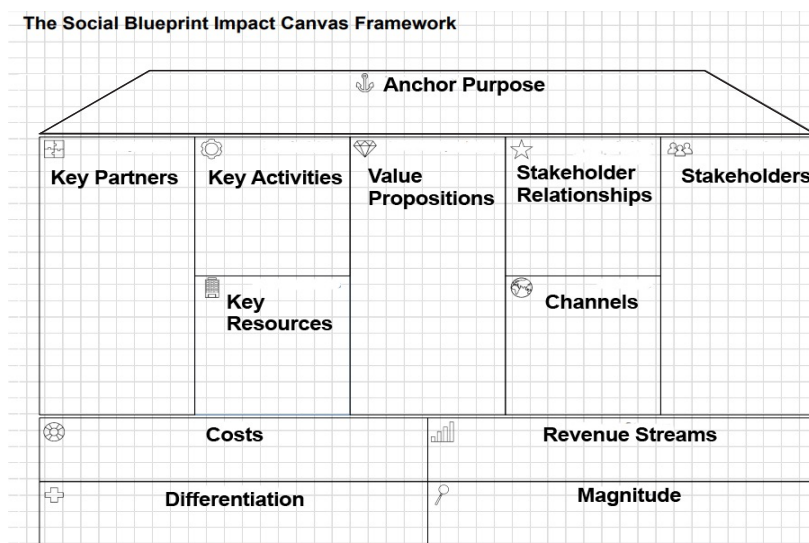 The Social Blueprint Impact Canvas Framework
Anchor Purpose
Key Partners
Key Activities
Value
Propositions
Stakeholder
Relationships
Stakeholders
Key
Resources
Channels
Costs
Revenue Streams
Differentiation
Magnitude